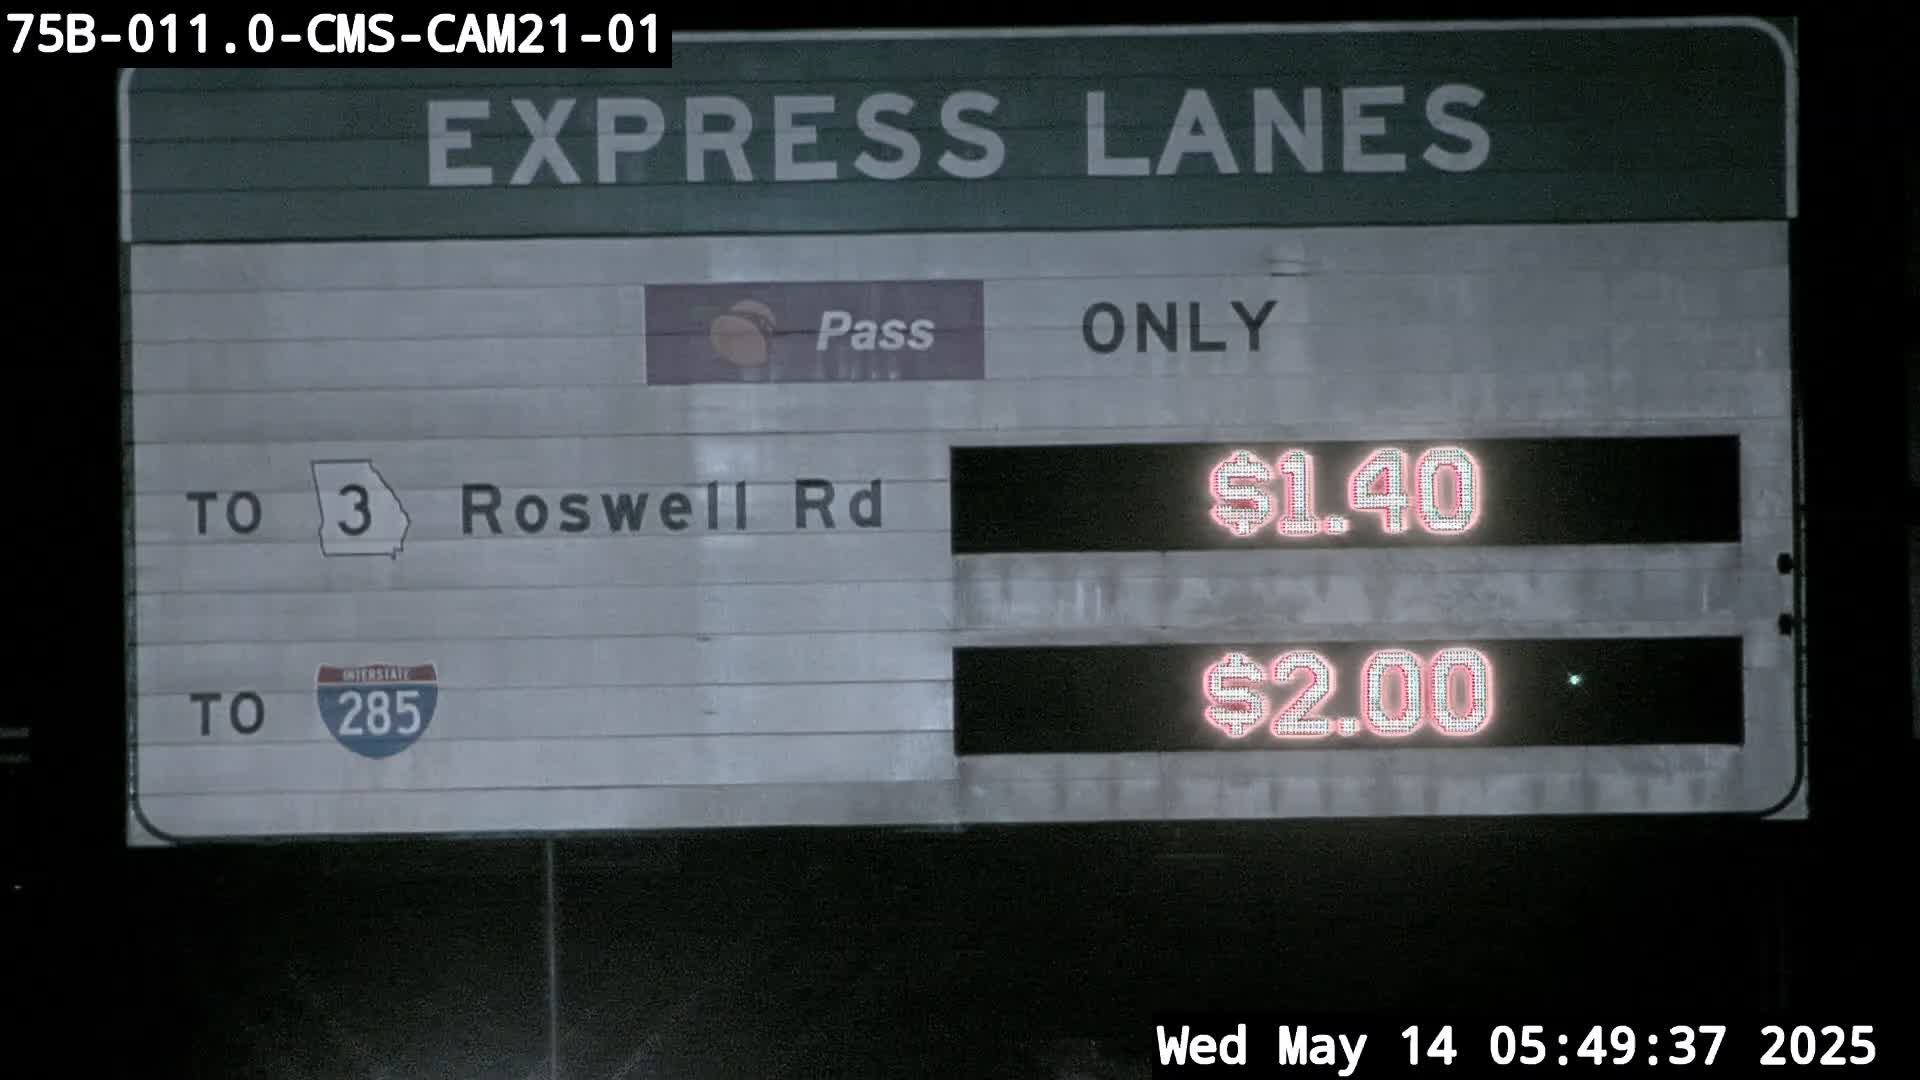 75B-011.0-CMS-CAM21-01
EXPRESS LANES
Pass ONLY
TO 3 Roswell Rd $1.40
TO INTERSTATE 285 $2.00
Wed May 14 05:49:37 2025